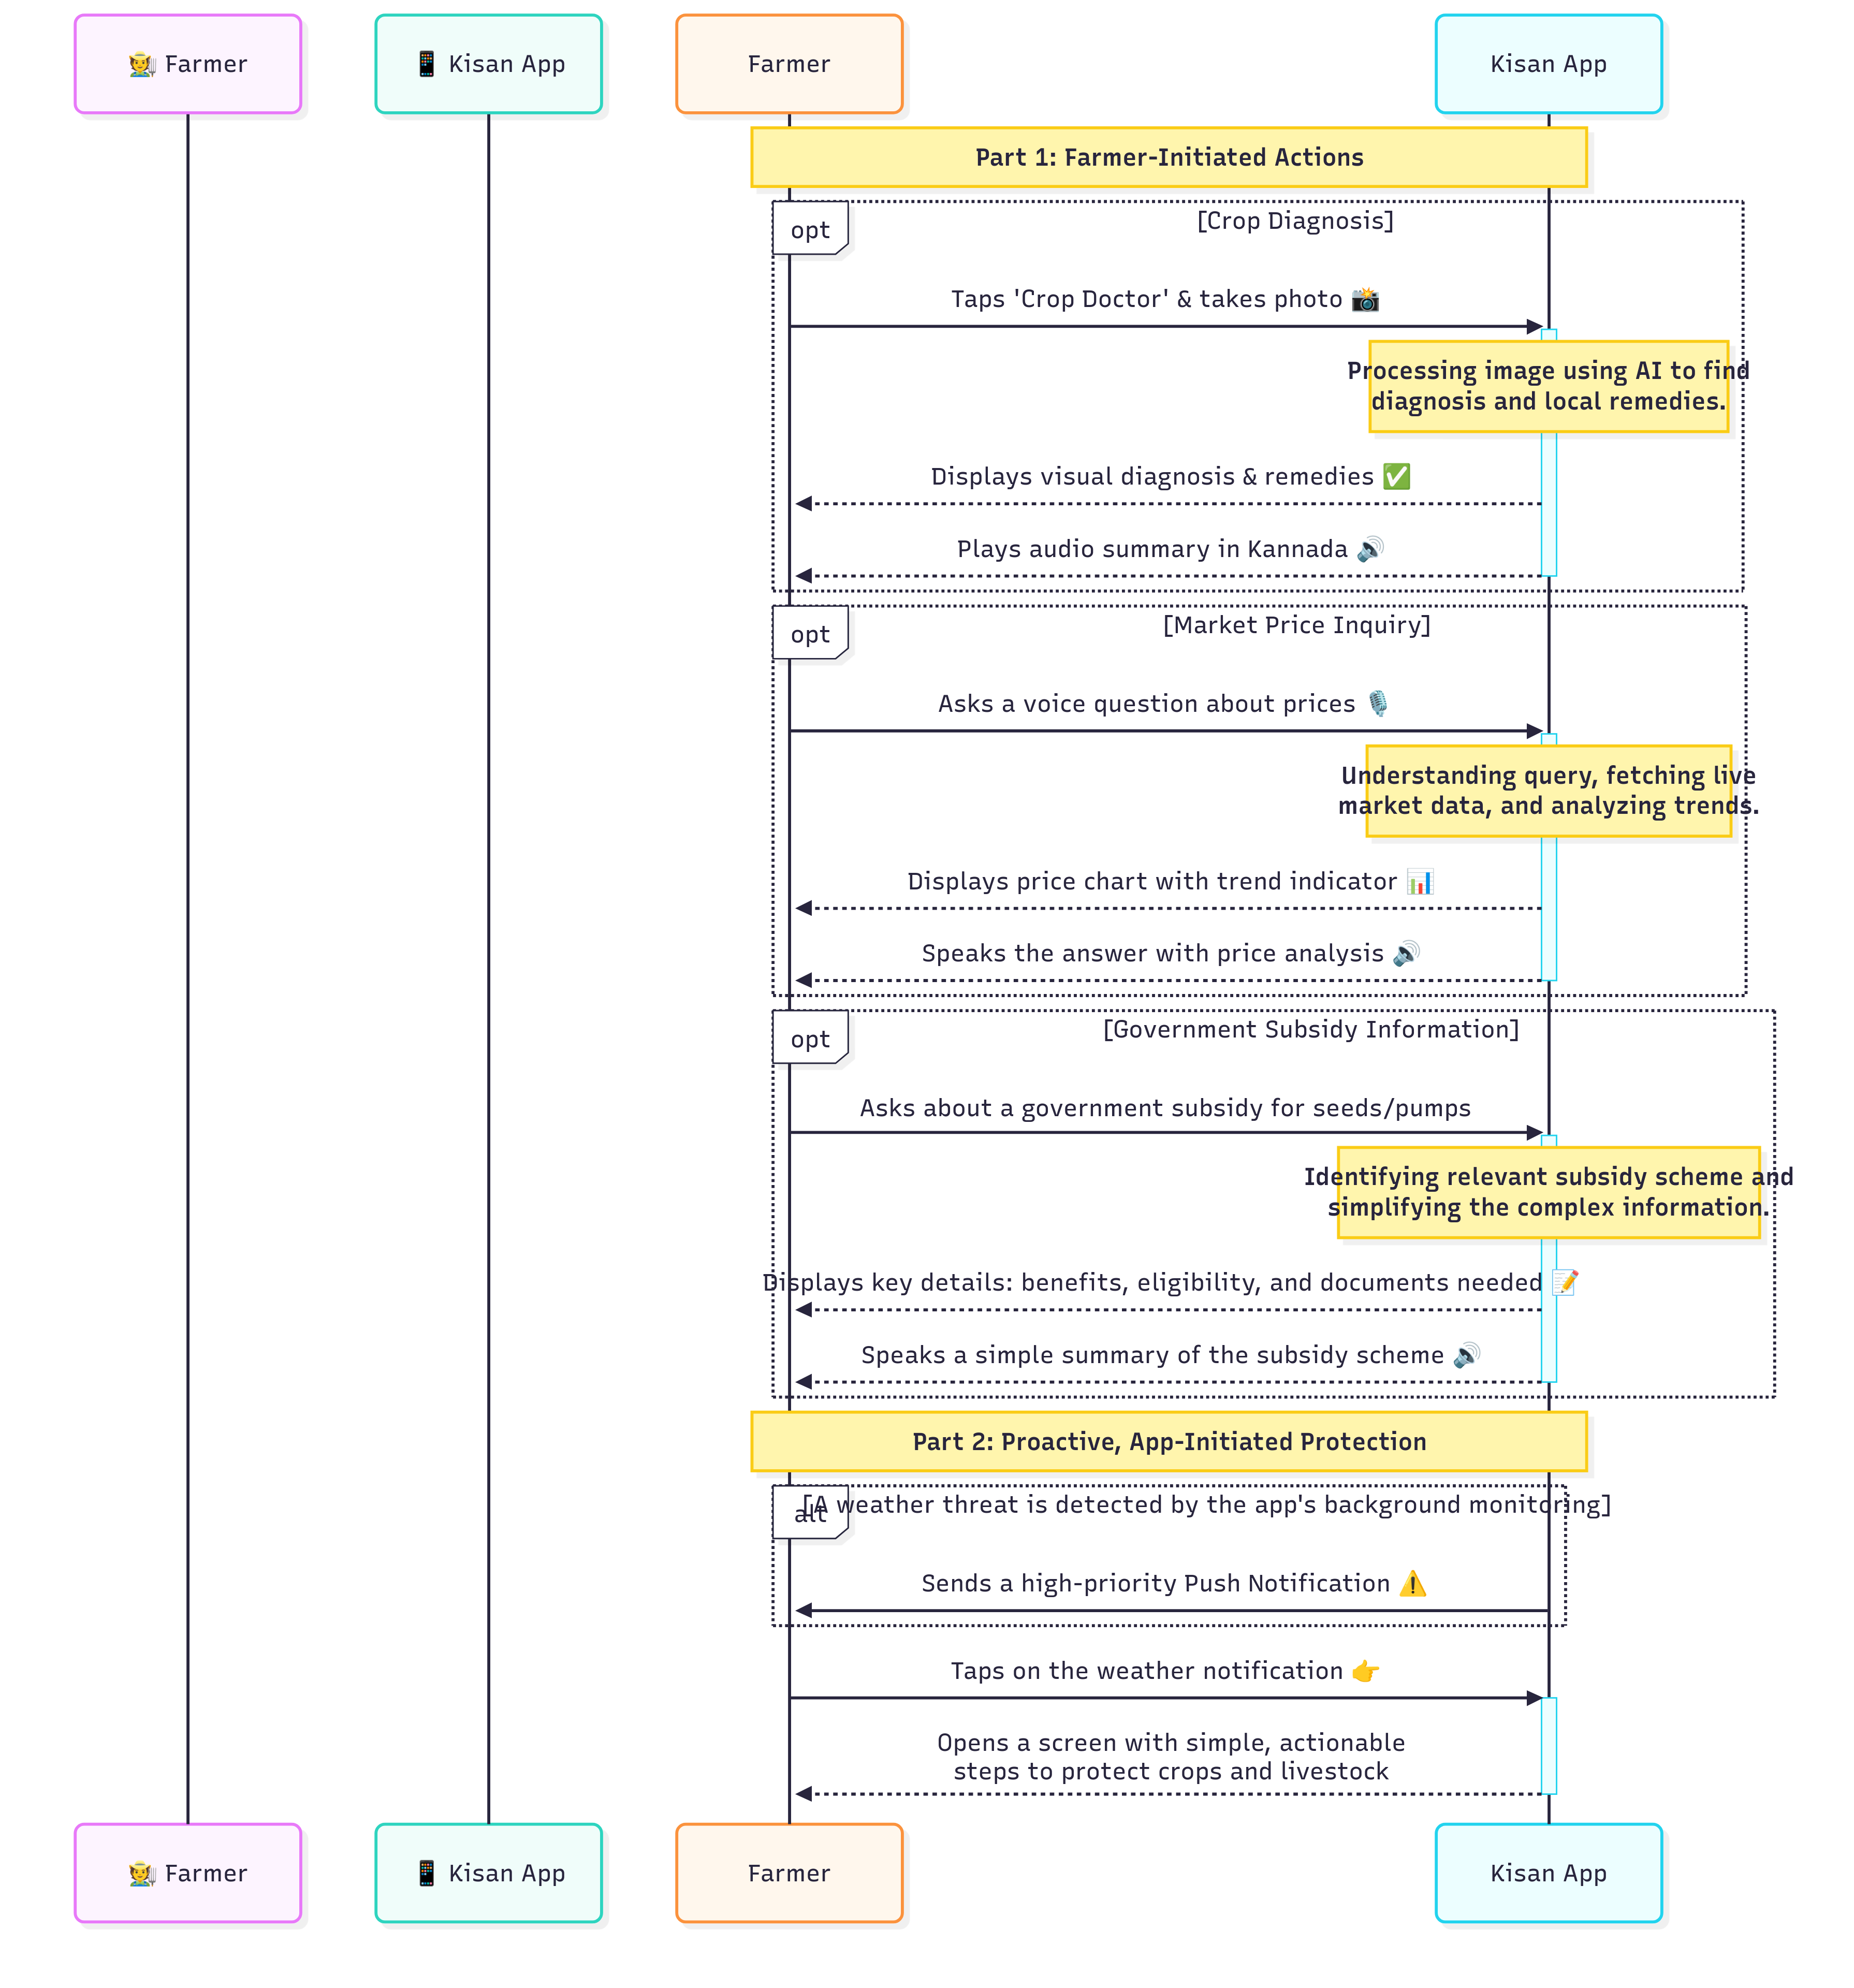 🧑‍🌾 Farmer
📱 Kisan App
Farmer
Kisan App
Part 1: Farmer-Initiated Actions
opt
[Crop Diagnosis]
Taps 'Crop Doctor' & takes photo 📸
Processing image using AI to find
diagnosis and local remedies.
Displays visual diagnosis & remedies ✅
Plays audio summary in Kannada 🔊
opt
[Market Price Inquiry]
Asks a voice question about prices 🎙️
Understanding query, fetching live
market data, and analyzing trends.
Displays price chart with trend indicator 📊
Speaks the answer with price analysis 🔊
opt
[Government Subsidy Information]
Asks about a government subsidy for seeds/pumps
Identifying relevant subsidy scheme and
simplifying the complex information.
Displays key details: benefits, eligibility, and documents needed 📝
Speaks a simple summary of the subsidy scheme 🔊
Part 2: Proactive, App-Initiated Protection
alt
[A weather threat is detected by the app's background monitoring]
Sends a high-priority Push Notification ⚠️
Taps on the weather notification 👉
Opens a screen with simple, actionable
steps to protect crops and livestock
🧑‍🌾 Farmer
📱 Kisan App
Farmer
Kisan App